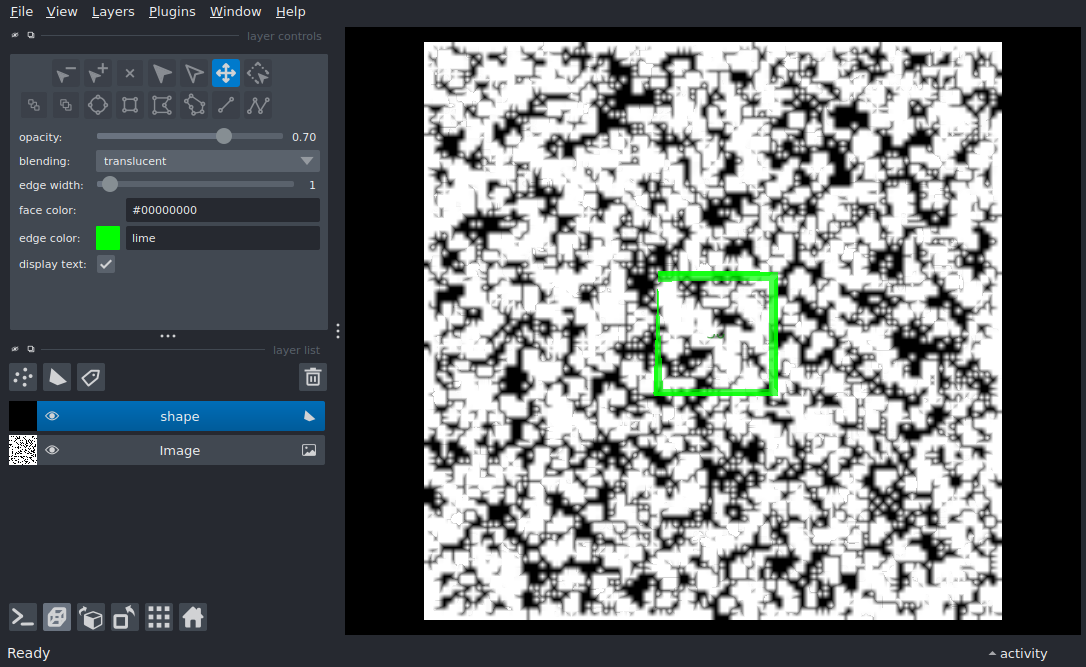 File View Layers Plugins Window Help
layer controls
opacity: 0.70
blending: translucent
edge width: 1
face color: #00000000
edge color: lime
display text:
layer list
shape
Image
Ready
activity